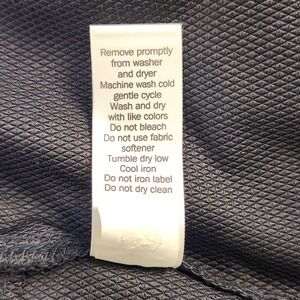 Remove promptly
from washer
and dryer
Machine wash cold
gentle cycle
Wash and dry
with like colors
Do not bleach
Do not use fabric
softener
Tumble dry low
Cool iron
Do not iron label
Do not dry clean